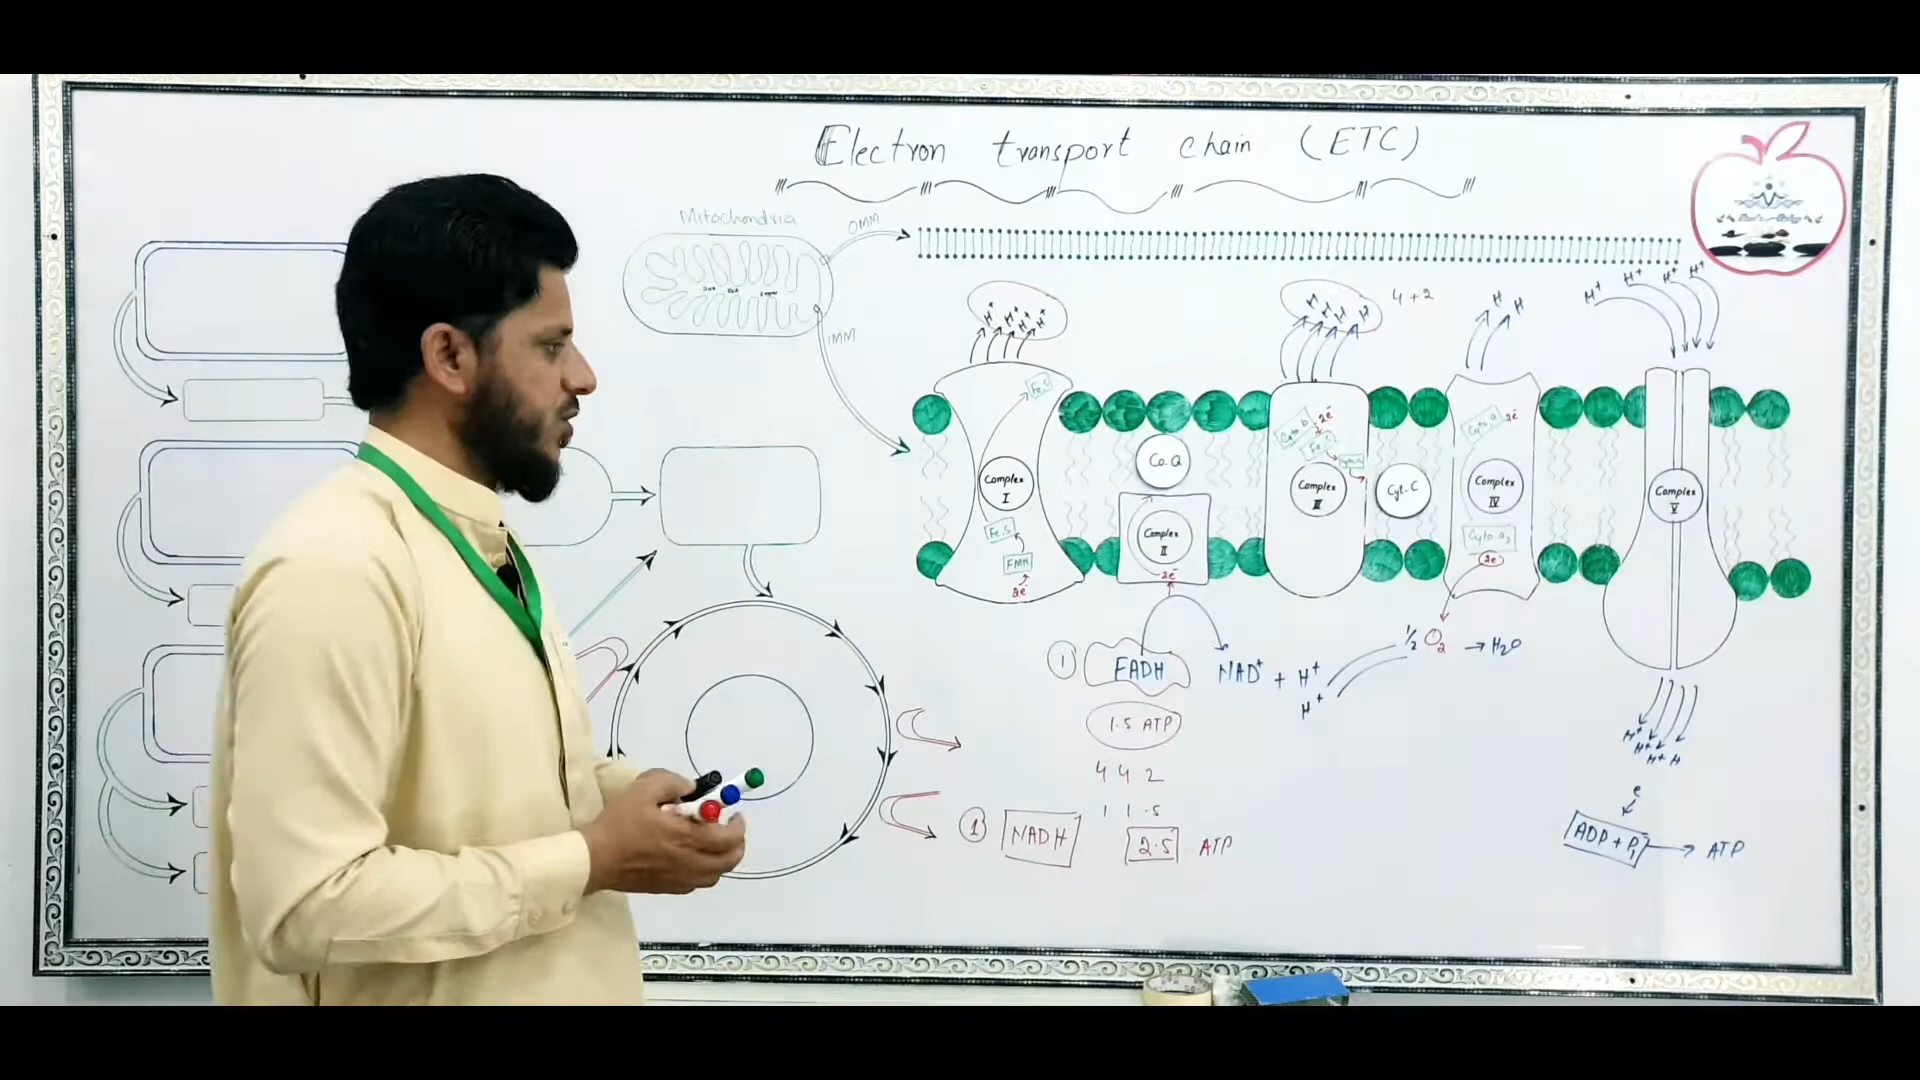 Electron transport chain (ETC)
Mitochondria
OMM
IMM
H⁺ H⁺ H⁺ H⁺
H H H H
4 + 2
H H
H⁺ H⁺ H⁺ H⁺
Fe.S
Complex I
Fe.S
FMN
2e⁻
Co.Q
Complex II
2e⁻
Cyto.b 2e⁻
Complex III
Cyt-C
Cyto.a 2e⁻
Complex IV
Cyto.a₃
2e
Complex V
1/2 O₂ → H₂O
① FADH NAD⁺ + H⁺
H⁺
1.5 ATP
4 4 2
1 1.5
① NADH 2.5 ATP
H⁺ H⁺ H⁺ H
e
ADP + Pi → ATP